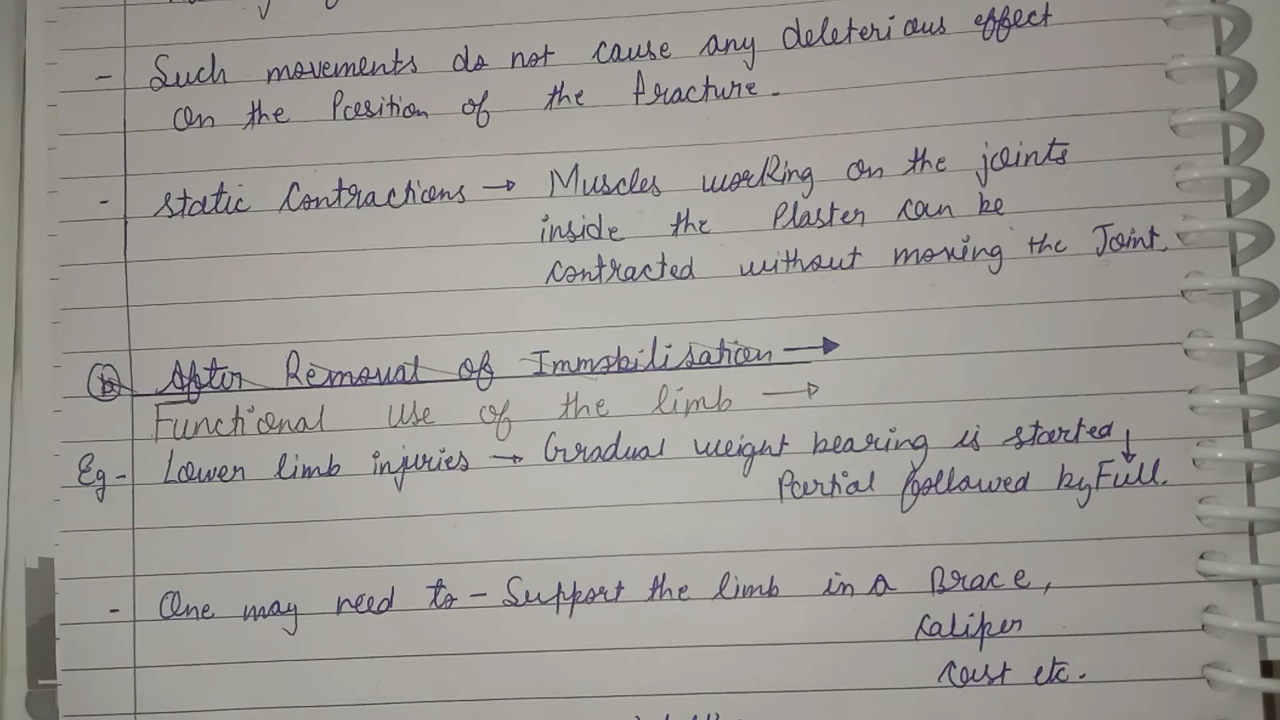 - Such movements do not cause any deleterious effect
on the Position of the fracture.
- Static Contractions → Muscles working on the joints
inside the Plaster can be
contracted without moving the Joint.
(b) After Removal of Immobilisation →
Functional Use of the limb →
Eg- Lower limb injuries → Gradual weight bearing is started ↓
Partial followed by Full.
- One may need to - Support the limb in a Brace,
caliper
cast etc.